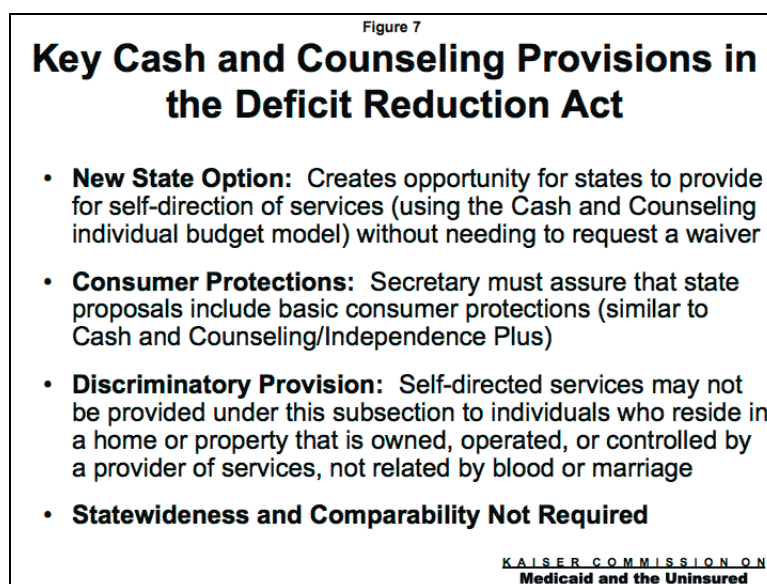 Figure 7
Key Cash and Counseling Provisions in
the Deficit Reduction Act
• New State Option: Creates opportunity for states to provide
for self-direction of services (using the Cash and Counseling
individual budget model) without needing to request a waiver
• Consumer Protections: Secretary must assure that state
proposals include basic consumer protections (similar to
Cash and Counseling/Independence Plus)
• Discriminatory Provision: Self-directed services may not
be provided under this subsection to individuals who reside in
a home or property that is owned, operated, or controlled by
a provider of services, not related by blood or marriage
• Statewideness and Comparability Not Required
KAISER COMMISSION ON
Medicaid and the Uninsured